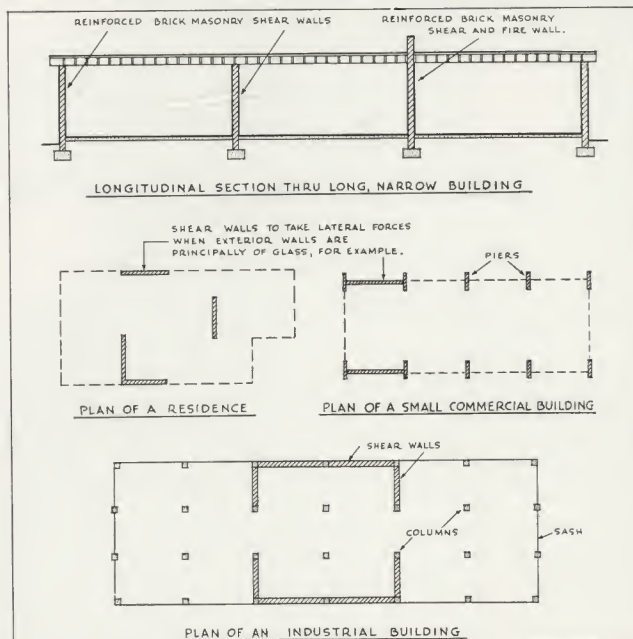 REINFORCED BRICK MASONRY SHEAR WALLS
REINFORCED BRICK MASONRY
SHEAR AND FIRE WALL.
LONGITUDINAL SECTION THRU LONG, NARROW BUILDING
SHEAR WALLS TO TAKE LATERAL FORCES
WHEN EXTERIOR WALLS ARE
PRINCIPALLY OF GLASS, FOR EXAMPLE.
PIERS
PLAN OF A RESIDENCE
PLAN OF A SMALL COMMERCIAL BUILDING
SHEAR WALLS
COLUMNS
SASH
PLAN OF AN INDUSTRIAL BUILDING